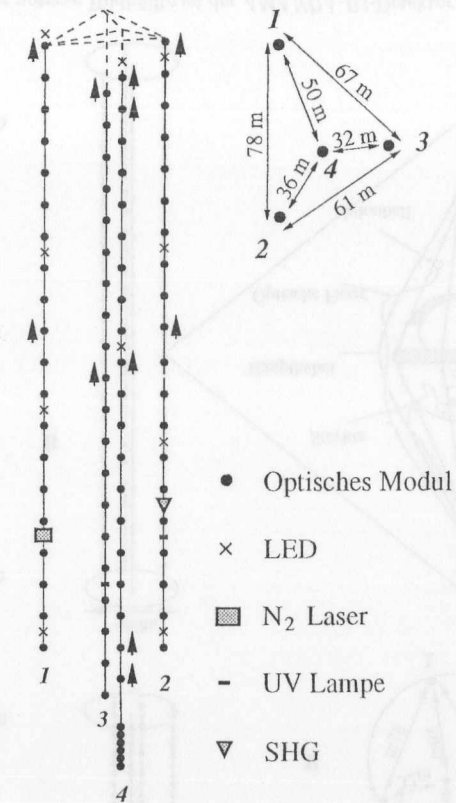 1
50 m
67 m
78 m
32 m
3
4
36 m
61 m
2
Optisches Modul
LED
N₂ Laser
UV Lampe
SHG
1
2
3
4